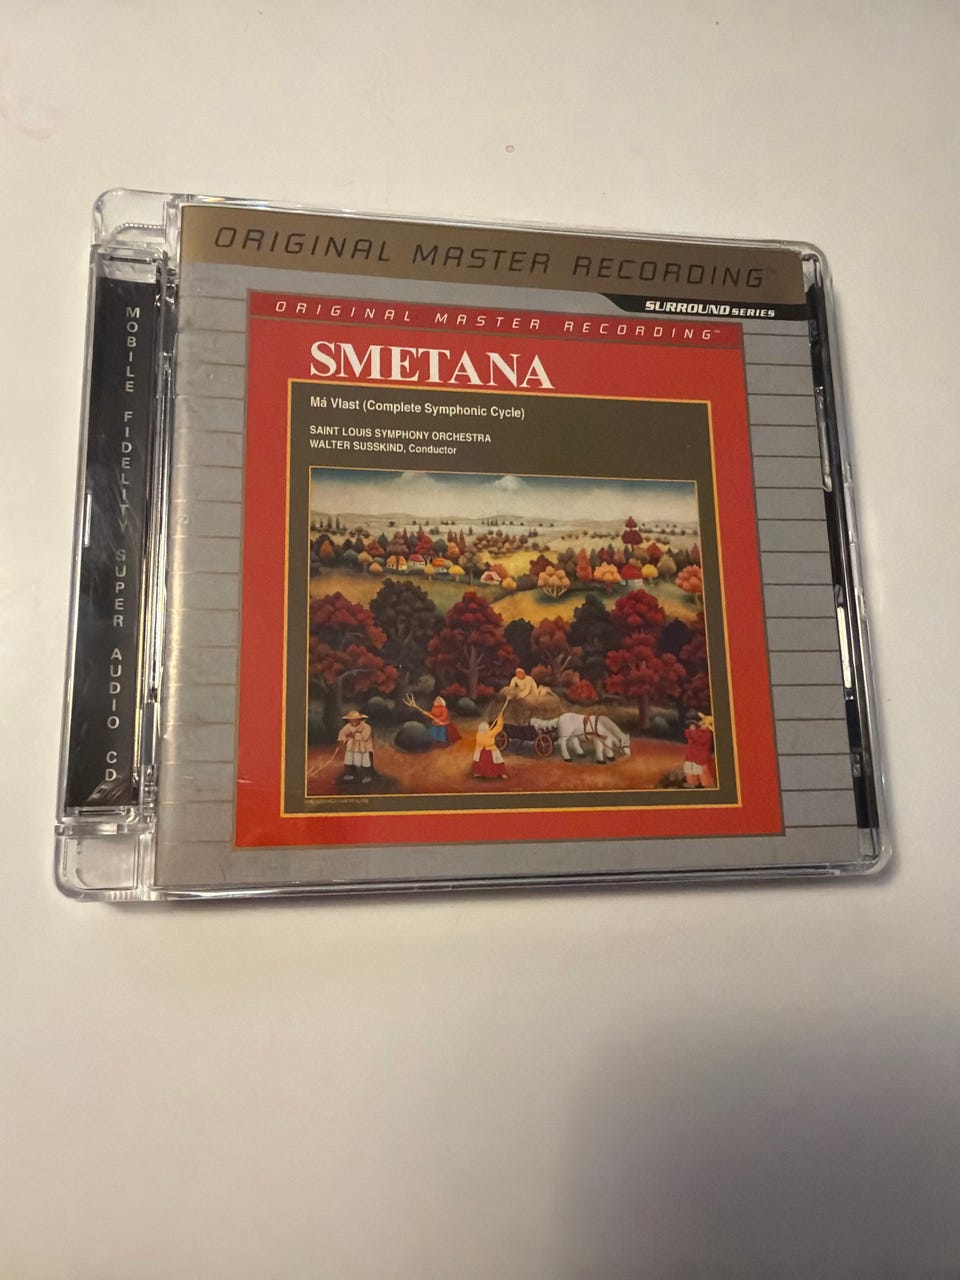 ORIGINAL MASTER RECORDING™
SURROUND SERIES
ORIGINAL MASTER RECORDING™
SMETANA
Má Vlast (Complete Symphonic Cycle)
SAINT LOUIS SYMPHONY ORCHESTRA
WALTER SUSSKIND, Conductor
MOBILE FIDELITY SUPER AUDIO CD